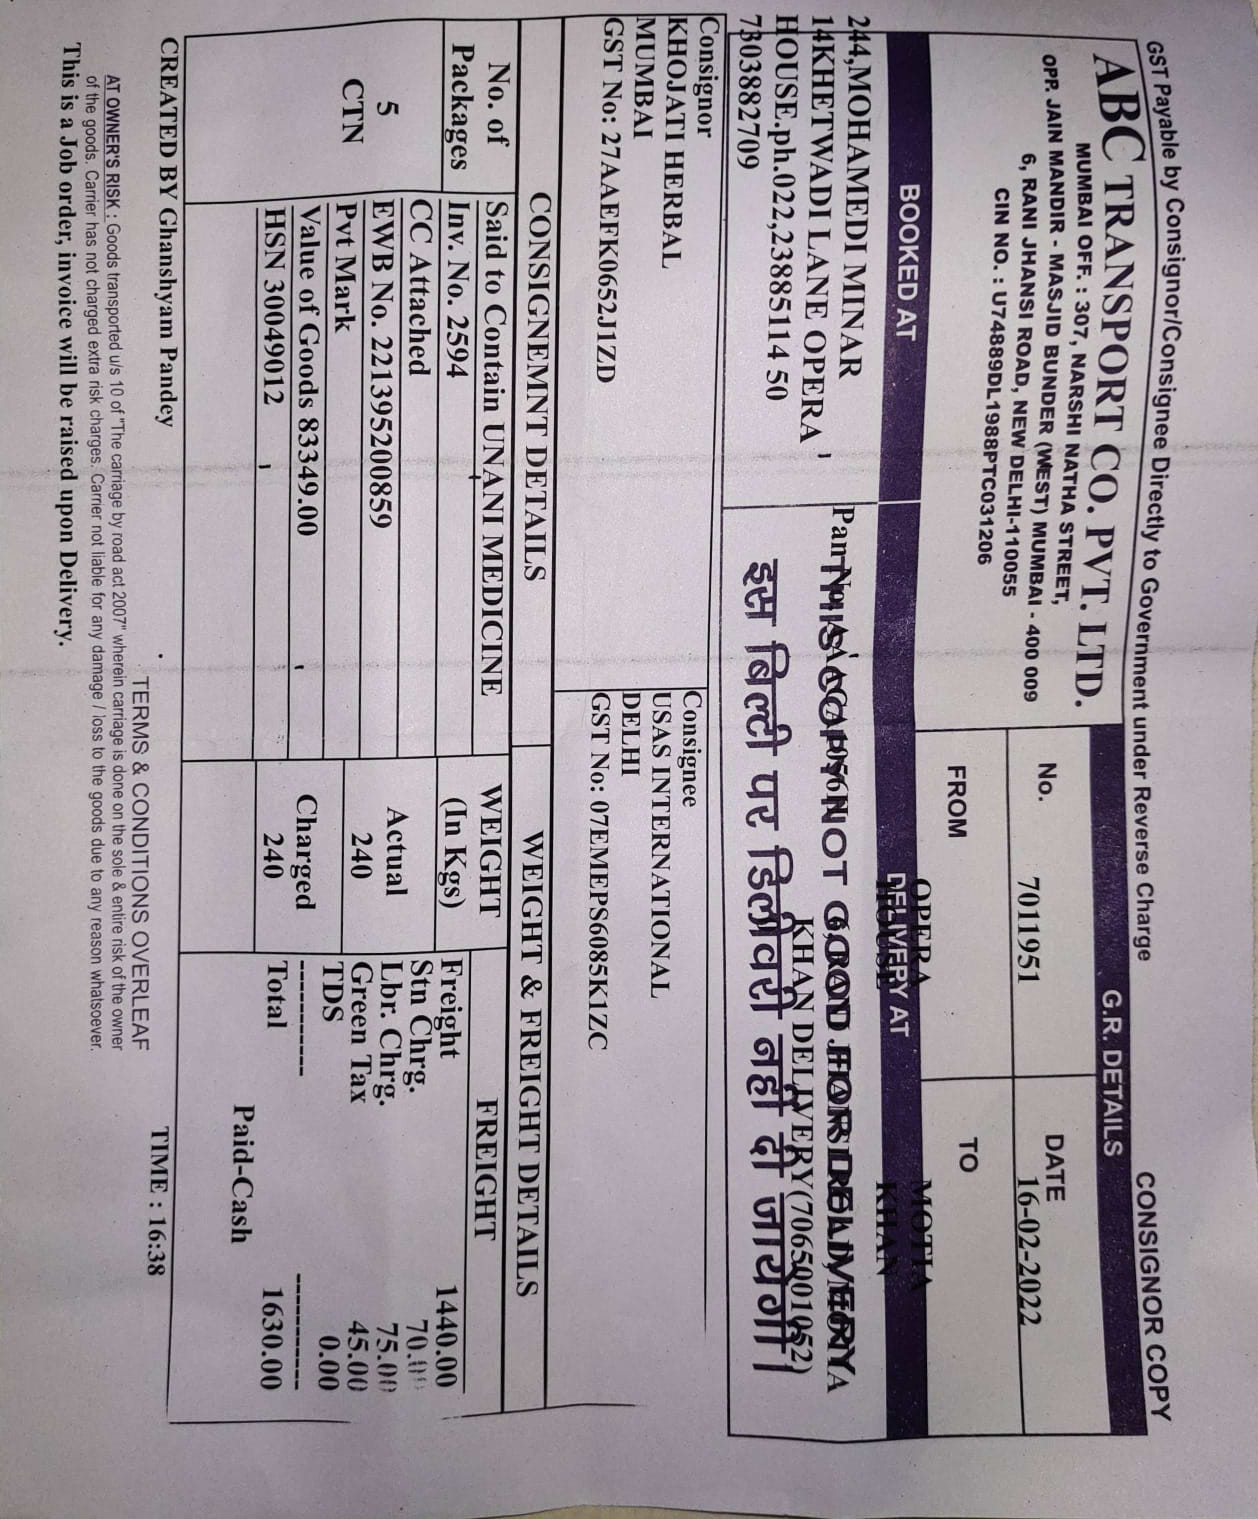 GST Payable by Consignor/Consignee Directly to Government under Reverse Charge
CONSIGNOR COPY
ABC TRANSPORT CO. PVT. LTD.
MUMBAI OFF. : 307, NARSHI NATHA STREET,
OPP. JAIN MANDIR - MASJID BUNDER (WEST) MUMBAI - 400 009
6, RANI JHANSI ROAD, NEW DELHI-110055
CIN NO. : U74889DL1988PTC031206
G.R. DETAILS
No. 7011951
DATE 16-02-2022
FROM
OPERA HOUSE
TO
MOTIA KHAN
BOOKED AT
DELIVERY AT
244,MOHAMEDI MINAR
14KHETWADI LANE OPERA
HOUSE.ph.022,23885114 50
7303882709
THIS COPY NOT GOOD FOR DELIVERY
KHAN DELIVERY(7065001052)
इस बिल्टी पर डिलीवरी नही दी जायेगी।
Consignor
KHOJATI HERBAL
MUMBAI
GST No: 27AAEFK0652J1ZD
Consignee
USAS INTERNATIONAL
DELHI
GST No: 07EMEPS6085K1ZC
CONSIGNEMNT DETAILS
WEIGHT & FREIGHT DETAILS
No. of Packages
Said to Contain UNANI MEDICINE
WEIGHT (In Kgs)
FREIGHT
5 CTN
Inv. No. 2594
CC Attached
EWB No. 221395200859
Pvt Mark
Value of Goods 83349.00
HSN 30049012
Actual
240
Charged
240
Freight 1440.00
Stn Chrg. 70.00
Lbr. Chrg. 75.00
Green Tax 45.00
TDS 0.00
---------- ----------
Total 1630.00
Paid-Cash
CREATED BY Ghanshyam Pandey
TERMS & CONDITIONS OVERLEAF
TIME : 16:38
AT OWNER'S RISK : Goods transported u/s 10 of "The carriage by road act 2007" wherein carriage is done on the sole & entire risk of the owner
of the goods. Carrier has not charged extra risk charges. Carrier not liable for any damage / loss to the goods due to any reason whatsoever.
This is a Job order, invoice will be raised upon Delivery.